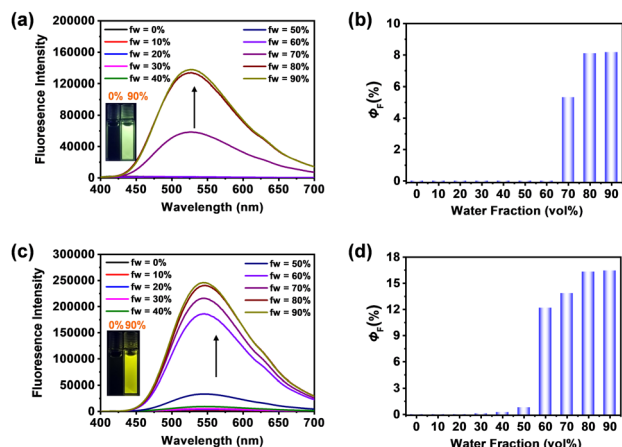 (a)
200000
160000
120000
80000
40000
0
Fluoresence Intensity
fw = 0%
fw = 10%
fw = 20%
fw = 30%
fw = 40%
fw = 50%
fw = 60%
fw = 70%
fw = 80%
fw = 90%
0% 90%
400 450 500 550 600 650 700
Wavelength (nm)
(b)
10
8
6
4
2
0
ΦF(%)
0 10 20 30 40 50 60 70 80 90
Water Fraction (vol%)
(c)
300000
250000
200000
150000
100000
50000
0
Fluoresence Intensity
fw = 0%
fw = 10%
fw = 20%
fw = 30%
fw = 40%
fw = 50%
fw = 60%
fw = 70%
fw = 80%
fw = 90%
0% 90%
400 450 500 550 600 650 700
Wavelength (nm)
(d)
18
15
12
9
6
3
0
ΦF(%)
0 10 20 30 40 50 60 70 80 90
Water Fraction (vol%)